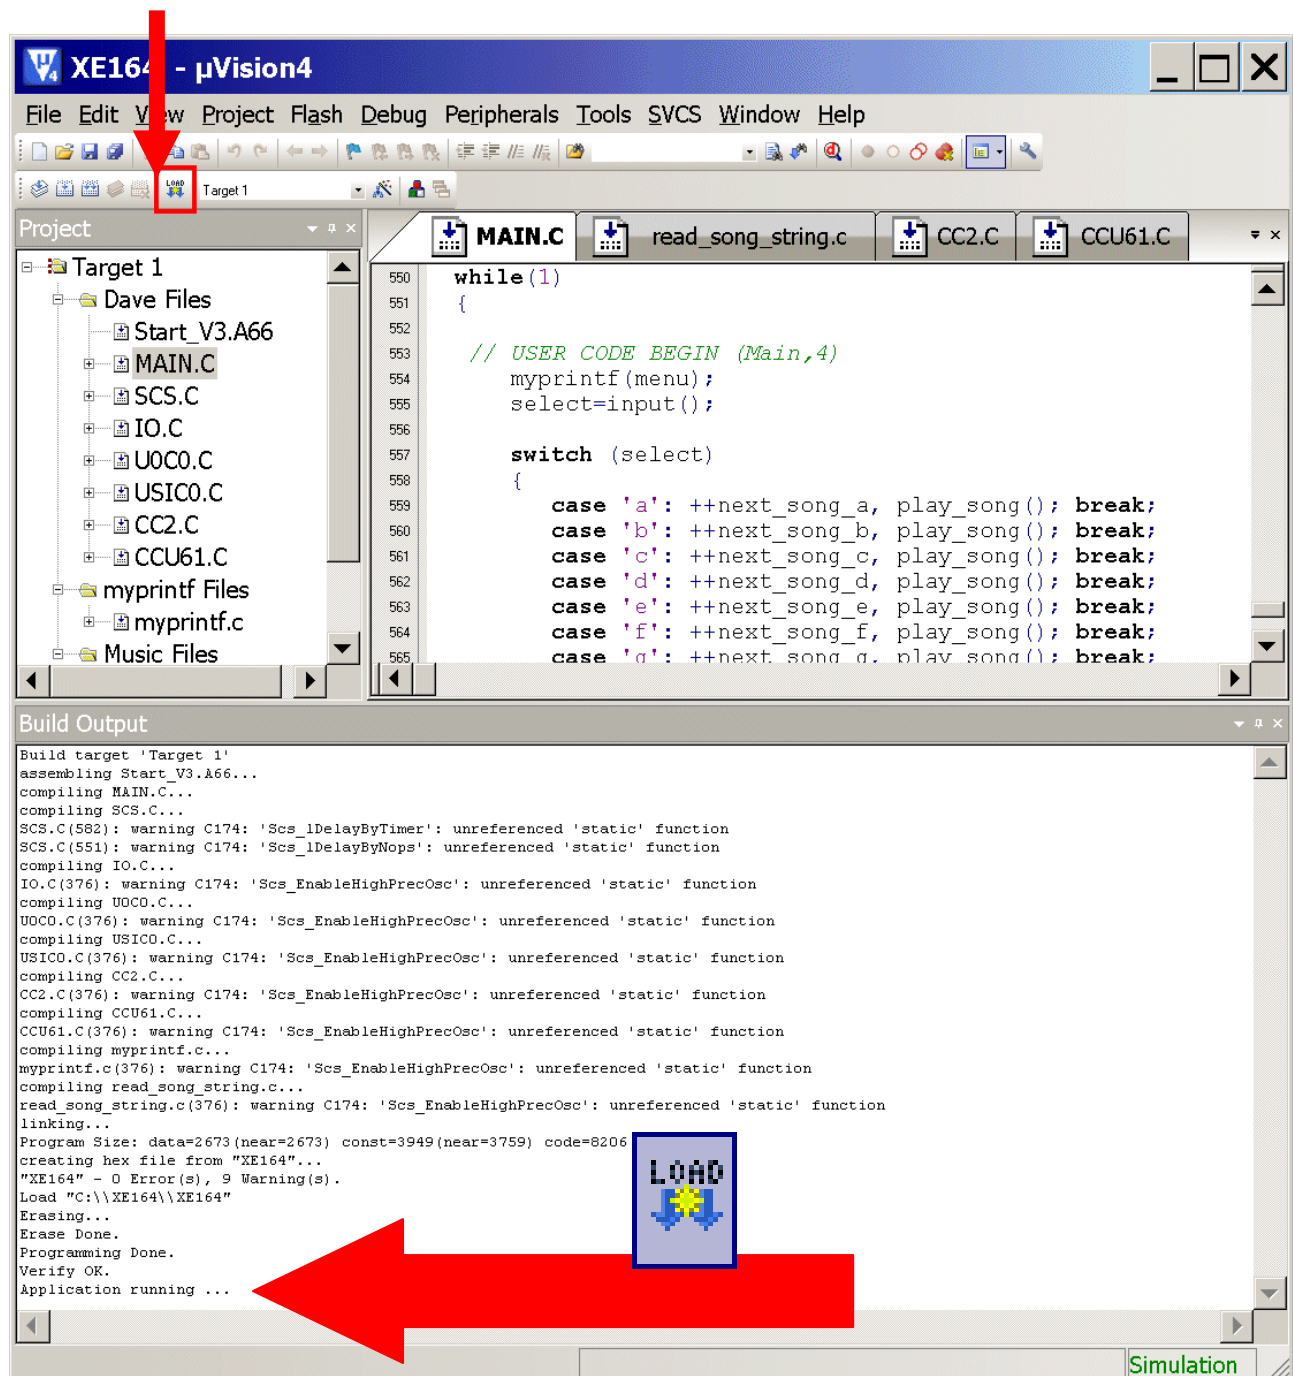 XE164 - µVision4
File Edit View Project Flash Debug Peripherals Tools SVCS Window Help
LOAD Target 1
Project
MAIN.C read_song_string.c CC2.C CCU61.C
Target 1
Dave Files
Start_V3.A66
MAIN.C
SCS.C
IO.C
U0C0.C
USIC0.C
CC2.C
CCU61.C
myprintf Files
myprintf.c
Music Files
550 while(1)
551 {
552
553 // USER CODE BEGIN (Main,4)
554 myprintf(menu);
555 select=input();
556
557 switch (select)
558 {
559 case 'a': ++next_song_a, play_song(); break;
560 case 'b': ++next_song_b, play_song(); break;
561 case 'c': ++next_song_c, play_song(); break;
562 case 'd': ++next_song_d, play_song(); break;
563 case 'e': ++next_song_e, play_song(); break;
564 case 'f': ++next_song_f, play_song(); break;
565 case 'g': ++next_song_g, play_song(); break;
Build Output
Build target 'Target 1'
assembling Start_V3.A66...
compiling MAIN.C...
compiling SCS.C...
SCS.C(582): warning C174: 'Scs_lDelayByTimer': unreferenced 'static' function
SCS.C(551): warning C174: 'Scs_lDelayByNops': unreferenced 'static' function
compiling IO.C...
IO.C(376): warning C174: 'Scs_EnableHighPrecOsc': unreferenced 'static' function
compiling U0C0.C...
U0C0.C(376): warning C174: 'Scs_EnableHighPrecOsc': unreferenced 'static' function
compiling USIC0.C...
USIC0.C(376): warning C174: 'Scs_EnableHighPrecOsc': unreferenced 'static' function
compiling CC2.C...
CC2.C(376): warning C174: 'Scs_EnableHighPrecOsc': unreferenced 'static' function
compiling CCU61.C...
CCU61.C(376): warning C174: 'Scs_EnableHighPrecOsc': unreferenced 'static' function
compiling myprintf.c...
myprintf.c(376): warning C174: 'Scs_EnableHighPrecOsc': unreferenced 'static' function
compiling read_song_string.c...
read_song_string.c(376): warning C174: 'Scs_EnableHighPrecOsc': unreferenced 'static' function
linking...
Program Size: data=2673(near=2673) const=3949(near=3759) code=8206
creating hex file from "XE164"...
"XE164" - 0 Error(s), 9 Warning(s).
Load "C:\\XE164\\XE164"
Erasing...
Erase Done.
Programming Done.
Verify OK.
Application running ...
LOAD
Simulation